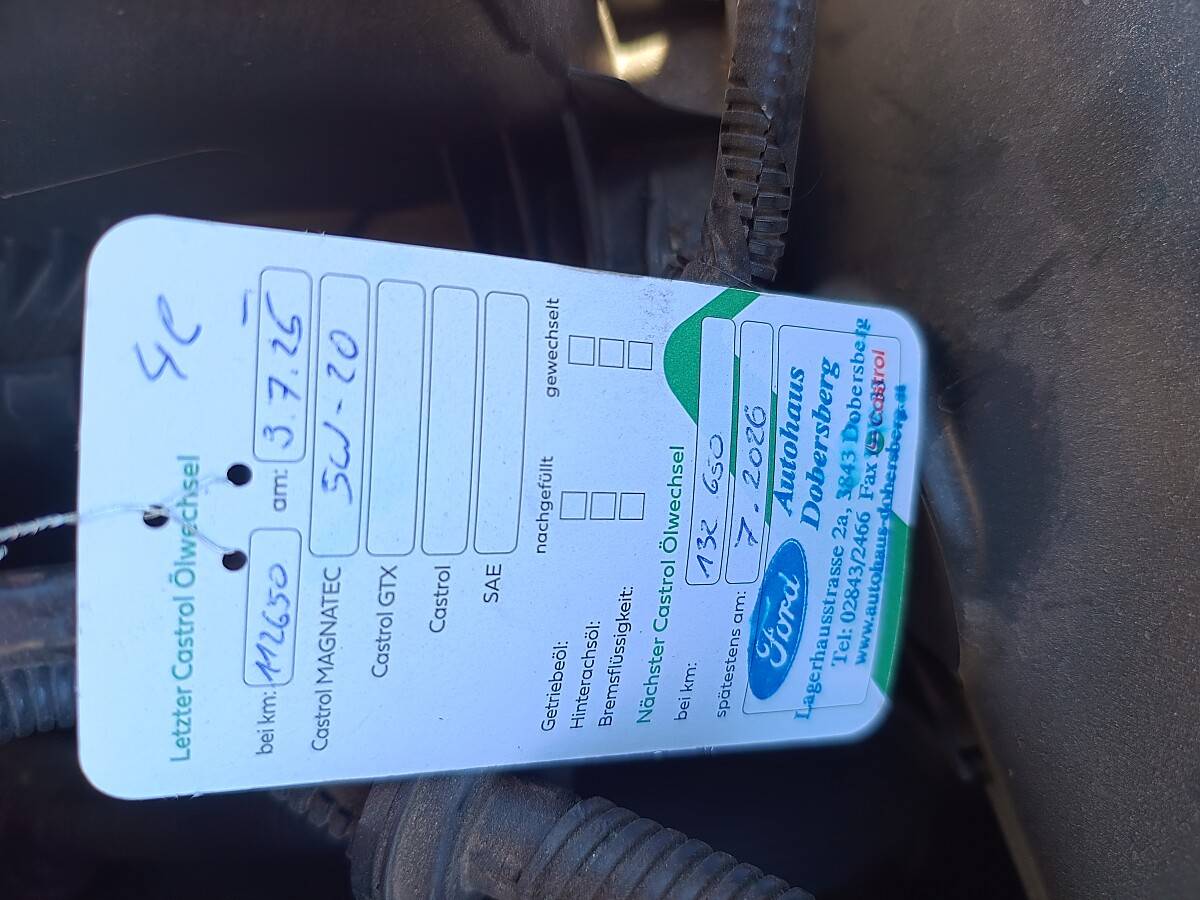 4l
Letzter Castrol Ölwechsel
bei km: 112650 am: 3.7.25
Castrol MAGNATEC 5W-20
Castrol GTX
Castrol
SAE
nachgefüllt gewechselt
Getriebeöl:
Hinterachsöl:
Bremsflüssigkeit:
Nächster Castrol Ölwechsel
bei km: 132.650
spätestens am: 7.2026
Ford Autohaus
Dobersberg
Lagerhausstrasse 2a, 3843 Dobersberg
Tel: 02843/2466 Fax
Castrol
www.autohaus-dobersberg.at